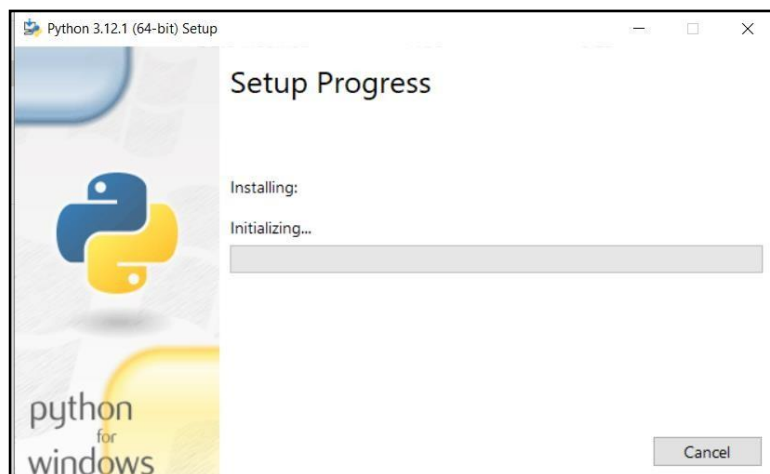 Python 3.12.1 (64-bit) Setup
Setup Progress
Installing:
Initializing...
python
for
windows
Cancel